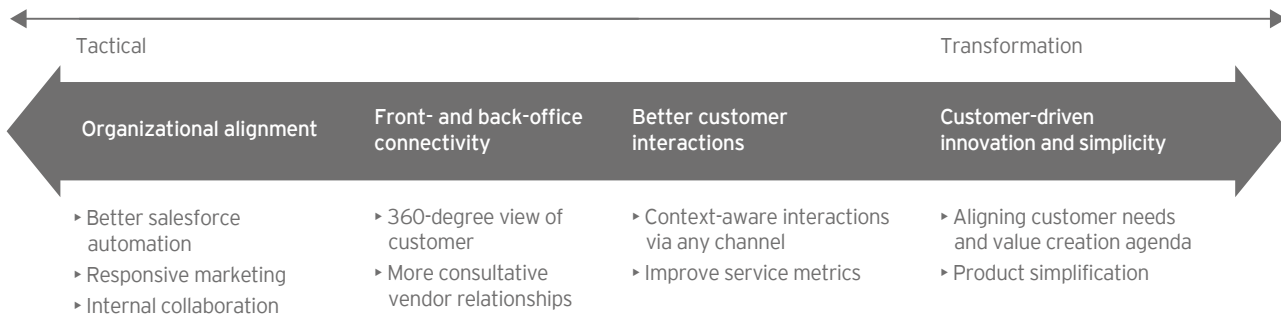 Tactical
Transformation
Organizational alignment
Front- and back-office
connectivity
Better customer
interactions
Customer-driven
innovation and simplicity
‣ Better salesforce
automation
‣ Responsive marketing
‣ Internal collaboration
‣ 360-degree view of
customer
‣ More consultative
vendor relationships
‣ Context-aware interactions
via any channel
‣ Improve service metrics
‣ Aligning customer needs
and value creation agenda
‣ Product simplification